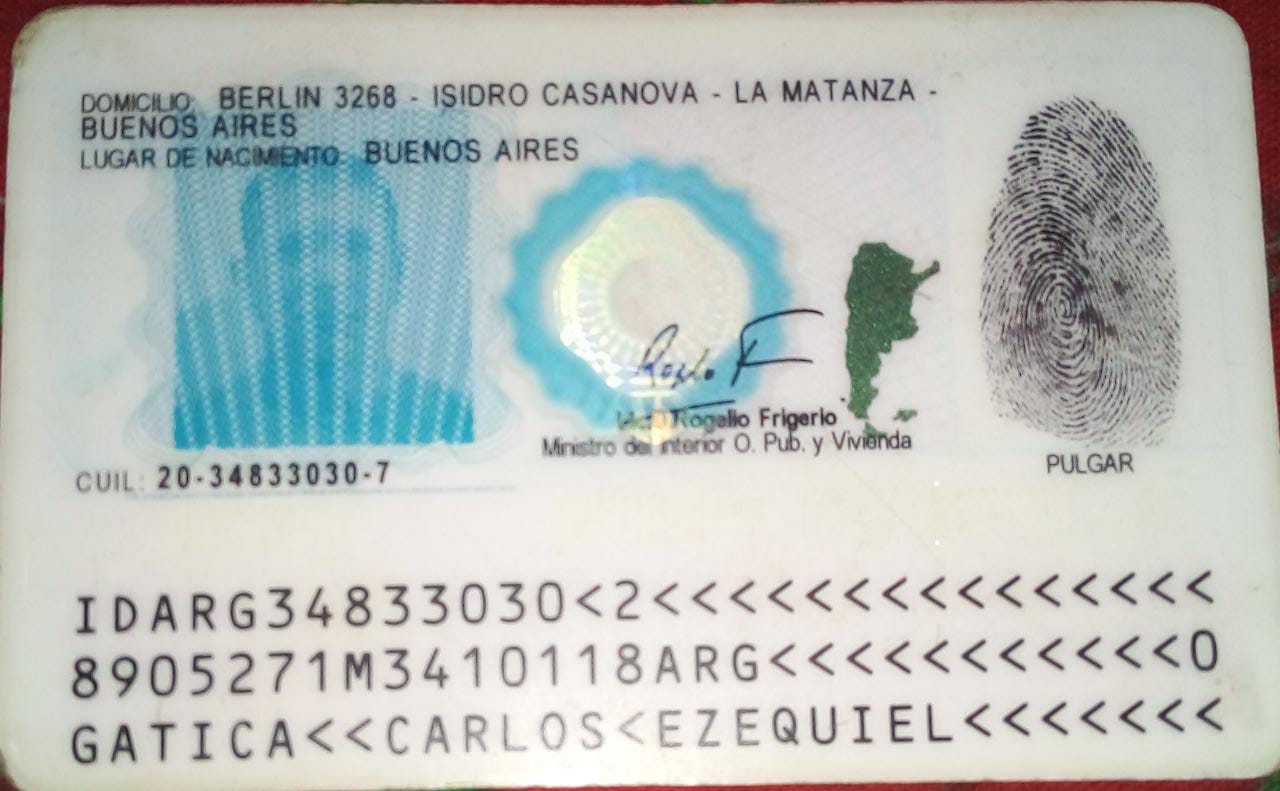 DOMICILIO: BERLIN 3268 - ISIDRO CASANOVA - LA MATANZA -
BUENOS AIRES
LUGAR DE NACIMIENTO: BUENOS AIRES
Rogelio Frigerio
Ministro del Interior O. Pub. y Vivienda
PULGAR
CUIL: 20-34833030-7
IDARG34833030<2<<<<<<<<<<<<<<<
8905271M3410118ARG<<<<<<<<<<<0
GATICA<<CARLOS<EZEQUIEL<<<<<<<